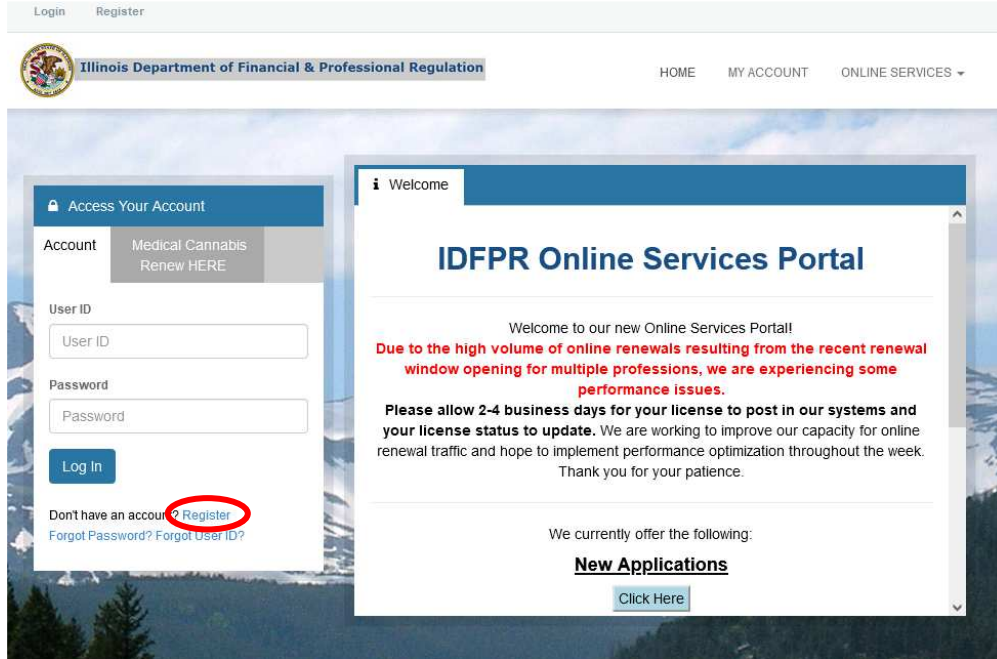 Login Register
Illinois Department of Financial & Professional Regulation
HOME MY ACCOUNT ONLINE SERVICES
Access Your Account
Account
Medical Cannabis
Renew HERE
User ID
User ID
Password
Password
Log In
Don't have an account? Register
Forgot Password? Forgot User ID?
i Welcome
IDFPR Online Services Portal
Welcome to our new Online Services Portal!
Due to the high volume of online renewals resulting from the recent renewal
window opening for multiple professions, we are experiencing some
performance issues.
Please allow 2-4 business days for your license to post in our systems and
your license status to update. We are working to improve our capacity for online
renewal traffic and hope to implement performance optimization throughout the week.
Thank you for your patience.
We currently offer the following:
New Applications
Click Here